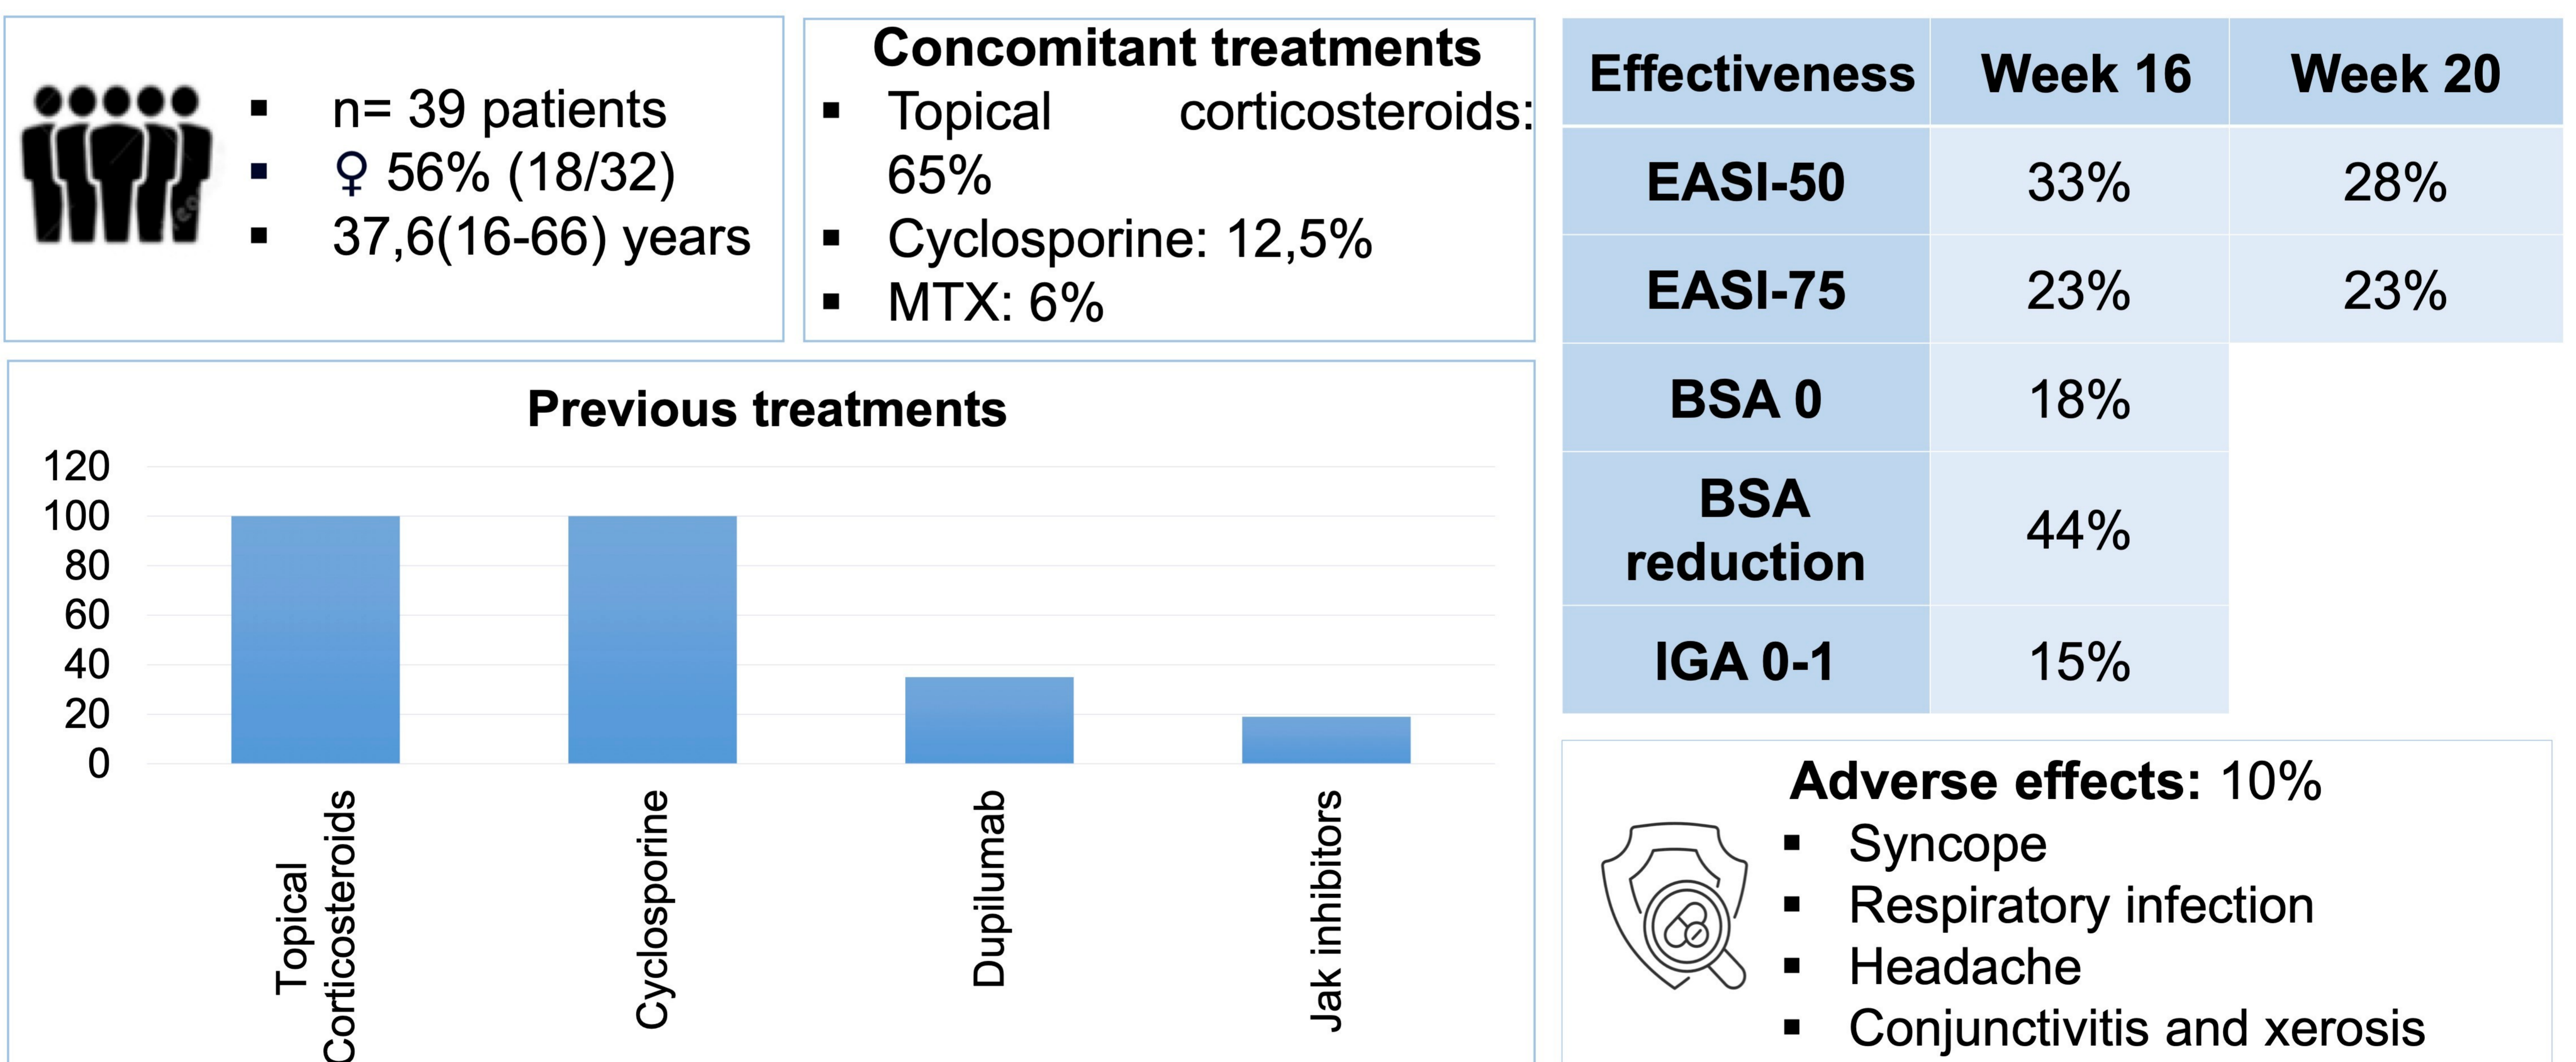 n= 39 patients
♀ 56% (18/32)
37,6(16-66) years
Concomitant treatments
Topical corticosteroids:
65%
Cyclosporine: 12,5%
MTX: 6%
Previous treatments
120
100
80
60
40
20
0
Topical
Corticosteroids
Cyclosporine
Dupilumab
Jak inhibitors
Effectiveness Week 16 Week 20
EASI-50 33% 28%
EASI-75 23% 23%
BSA 0 18%
BSA
reduction 44%
IGA 0-1 15%
Adverse effects: 10%
Syncope
Respiratory infection
Headache
Conjunctivitis and xerosis